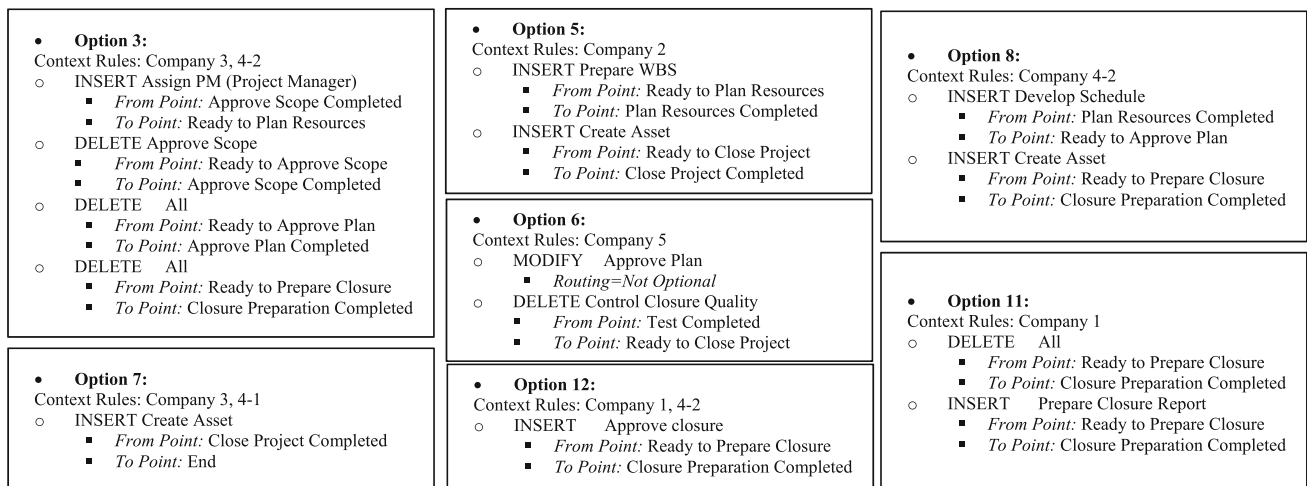 • Option 3:
Context Rules: Company 3, 4-2
o INSERT Assign PM (Project Manager)
▪ From Point: Approve Scope Completed
▪ To Point: Ready to Plan Resources
o DELETE Approve Scope
▪ From Point: Ready to Approve Scope
▪ To Point: Approve Scope Completed
o DELETE All
▪ From Point: Ready to Approve Plan
▪ To Point: Approve Plan Completed
o DELETE All
▪ From Point: Ready to Prepare Closure
▪ To Point: Closure Preparation Completed
• Option 7:
Context Rules: Company 3, 4-1
o INSERT Create Asset
▪ From Point: Close Project Completed
▪ To Point: End
• Option 5:
Context Rules: Company 2
o INSERT Prepare WBS
▪ From Point: Ready to Plan Resources
▪ To Point: Plan Resources Completed
o INSERT Create Asset
▪ From Point: Ready to Close Project
▪ To Point: Close Project Completed
• Option 6:
Context Rules: Company 5
o MODIFY Approve Plan
▪ Routing=Not Optional
o DELETE Control Closure Quality
▪ From Point: Test Completed
▪ To Point: Ready to Close Project
• Option 12:
Context Rules: Company 1, 4-2
o INSERT Approve closure
▪ From Point: Ready to Prepare Closure
▪ To Point: Closure Preparation Completed
• Option 8:
Context Rules: Company 4-2
o INSERT Develop Schedule
▪ From Point: Plan Resources Completed
▪ To Point: Ready to Approve Plan
o INSERT Create Asset
▪ From Point: Ready to Prepare Closure
▪ To Point: Closure Preparation Completed
• Option 11:
Context Rules: Company 1
o DELETE All
▪ From Point: Ready to Prepare Closure
▪ To Point: Closure Preparation Completed
o INSERT Prepare Closure Report
▪ From Point: Ready to Prepare Closure
▪ To Point: Closure Preparation Completed